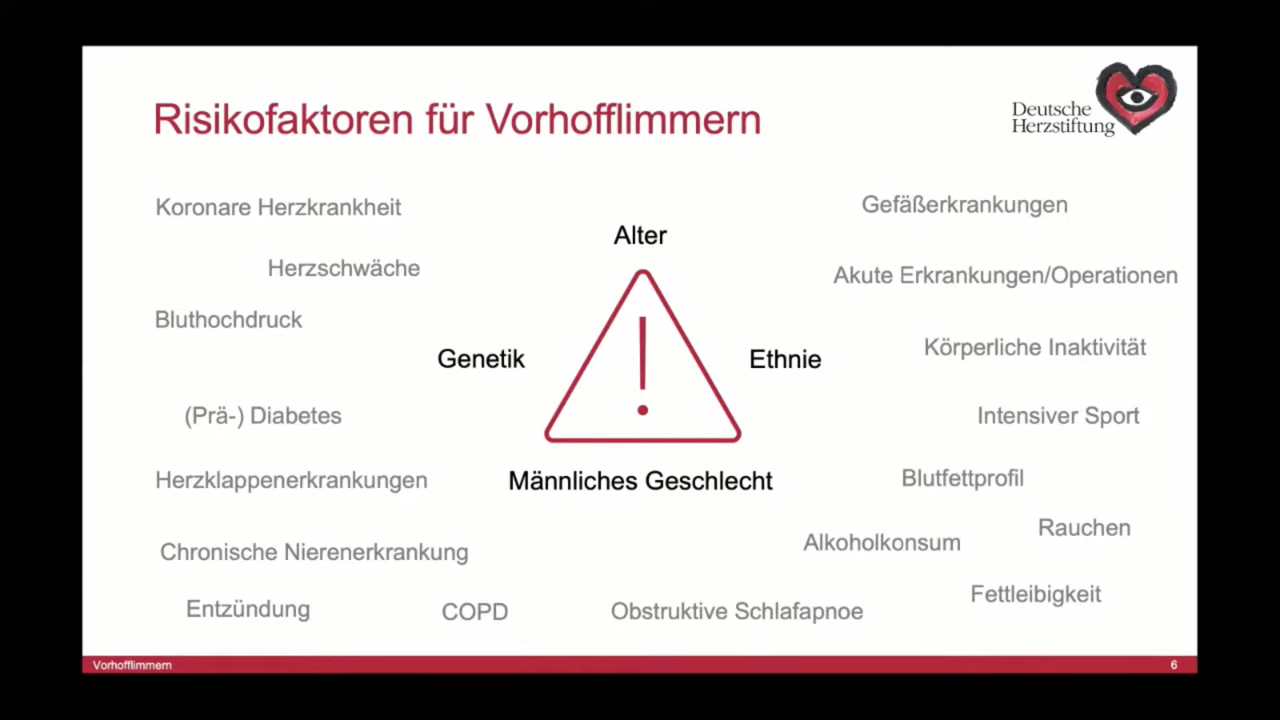 Risikofaktoren für Vorhofflimmern
Deutsche
Herzstiftung
Koronare Herzkrankheit
Gefäßerkrankungen
Alter
Herzschwäche
Akute Erkrankungen/Operationen
Bluthochdruck
Körperliche Inaktivität
Genetik
!
Ethnie
(Prä-) Diabetes
Intensiver Sport
Herzklappenerkrankungen
Männliches Geschlecht
Blutfettprofil
Rauchen
Alkoholkonsum
Chronische Nierenerkrankung
Fettleibigkeit
Entzündung
COPD
Obstruktive Schlafapnoe
Vorhofflimmern
6